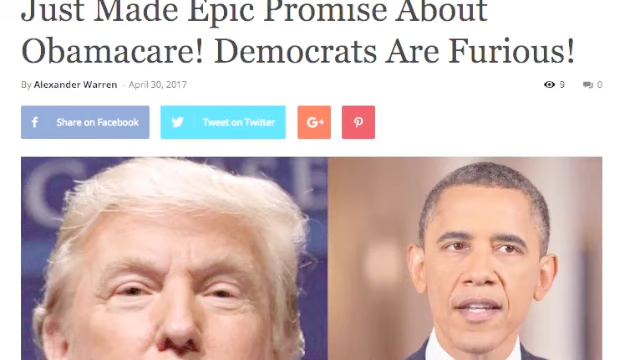 Just Made Epic Promise About
Obamacare! Democrats Are Furious!
By Alexander Warren - April 30, 2017 9 0
Share on Facebook Tweet on Twitter G+